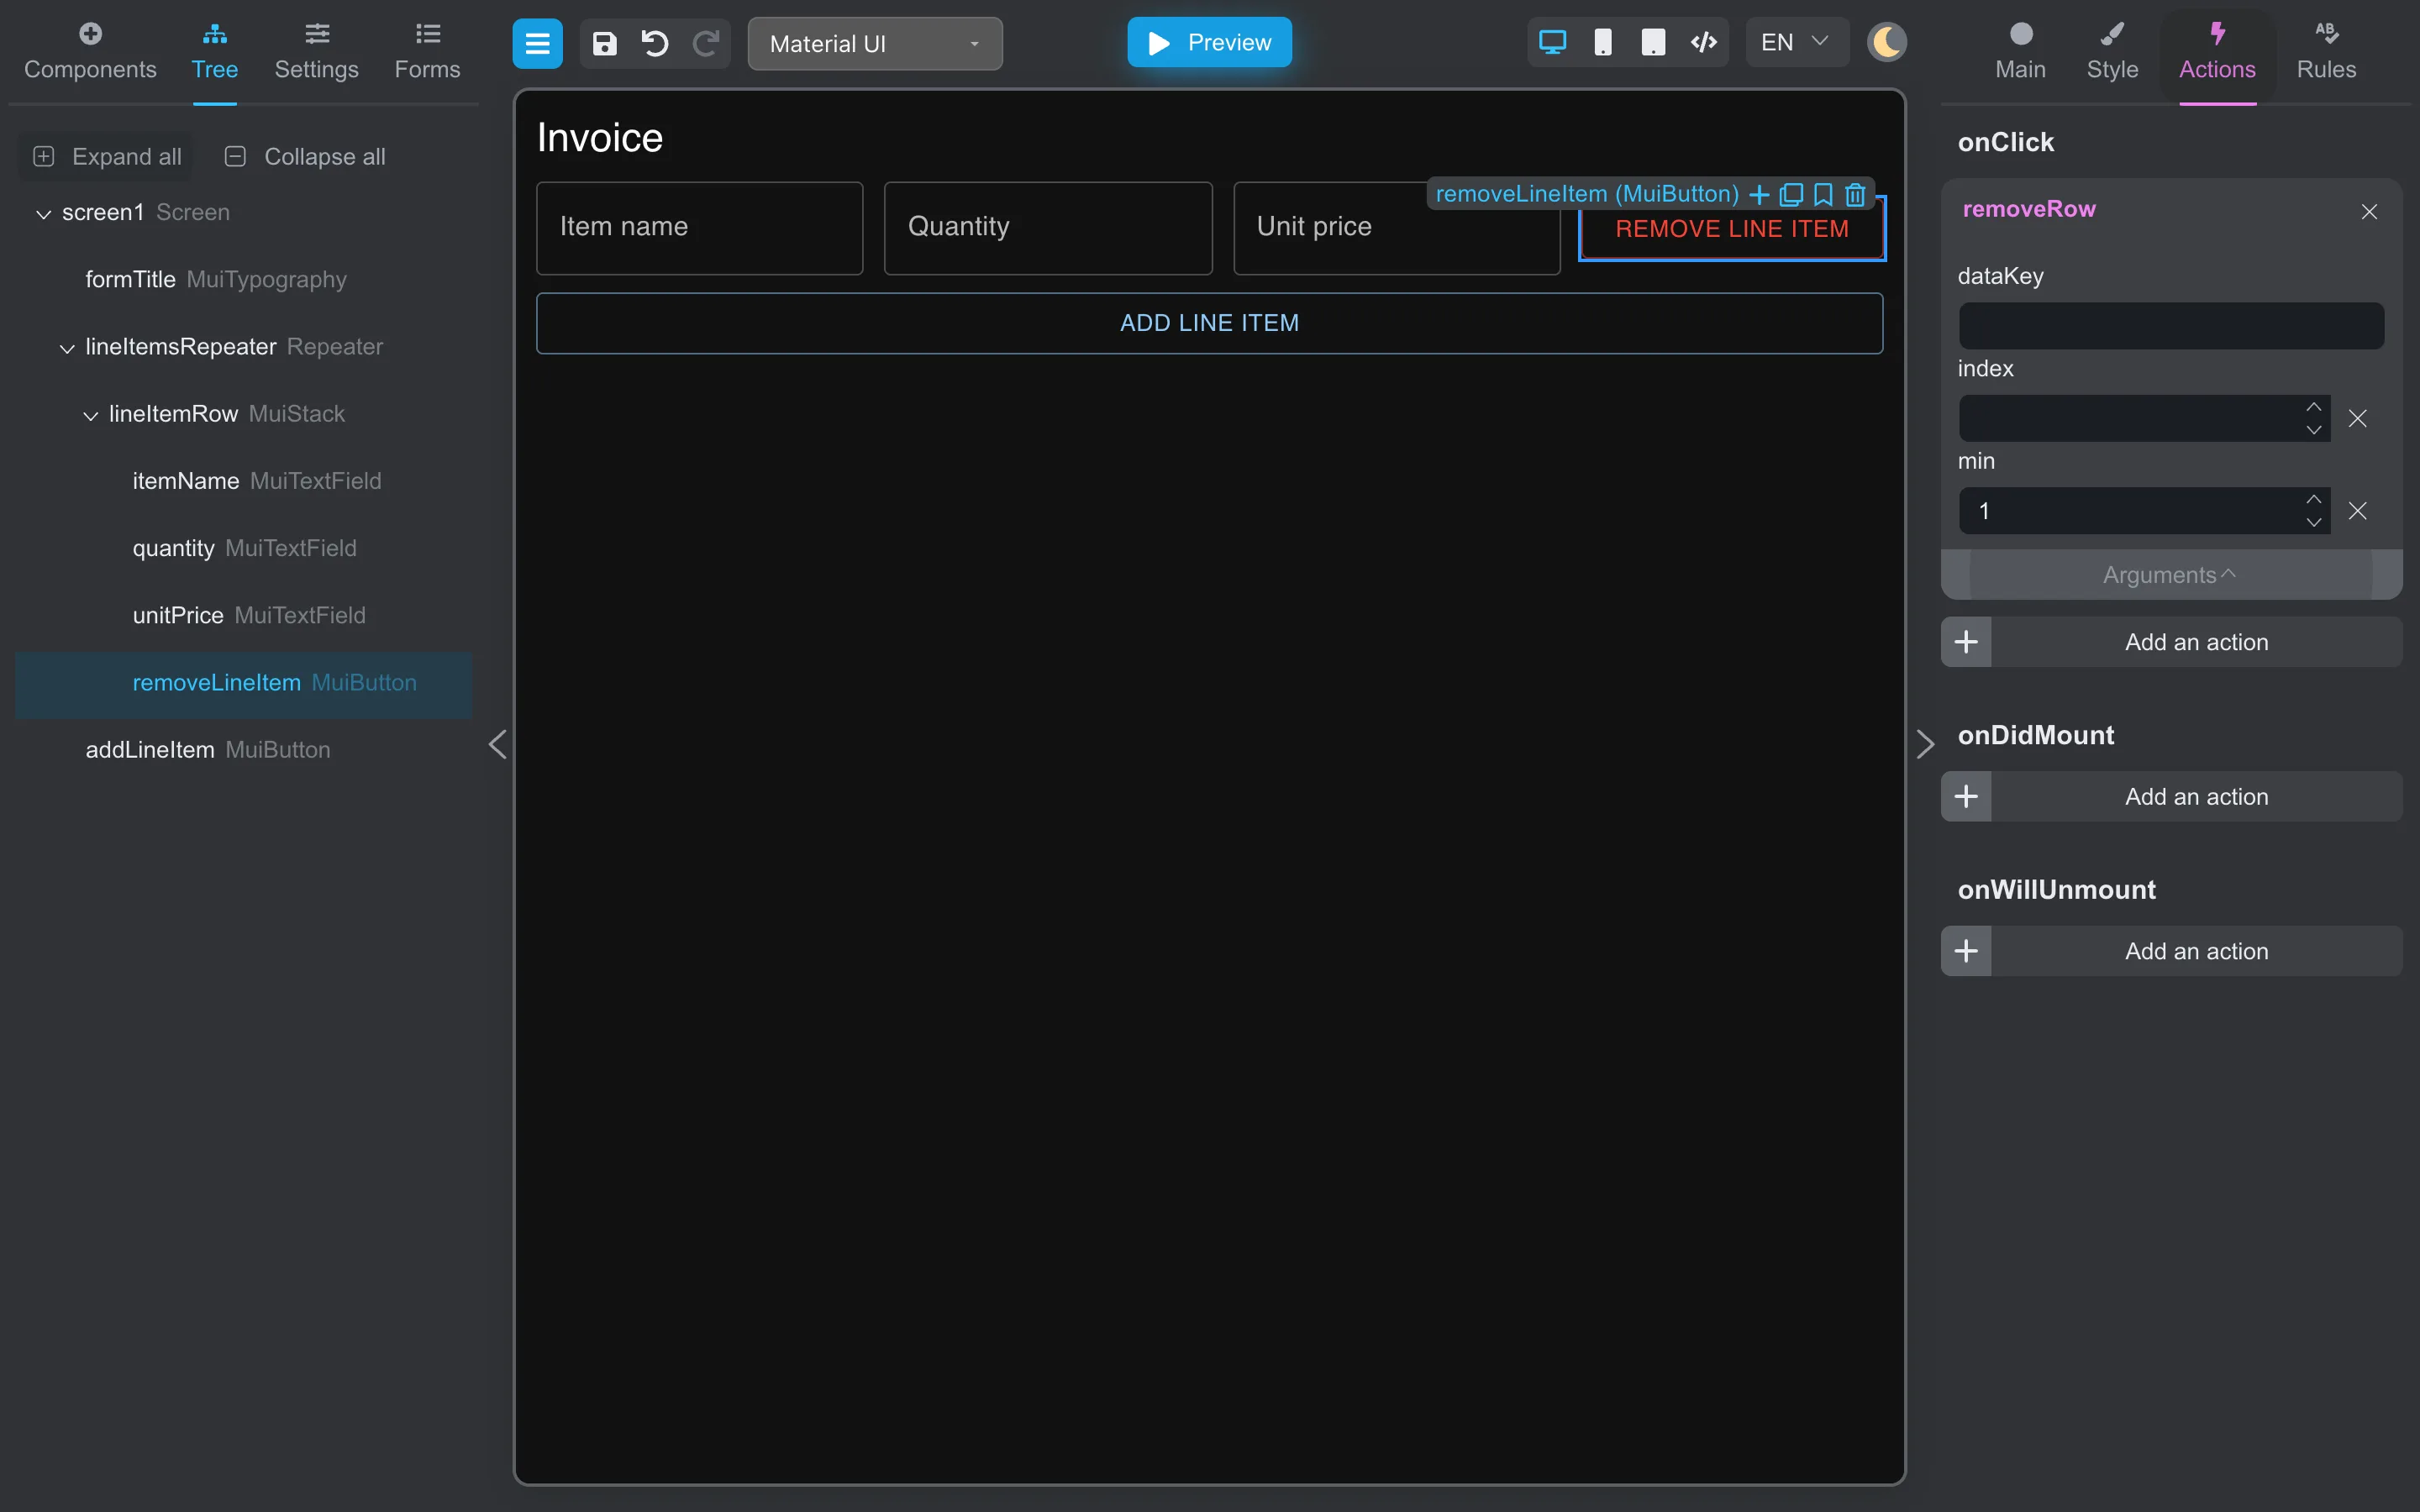 Components
Tree
Settings
Forms
Material UI
Preview
EN
Main
Style
Actions
Rules
Expand all
Collapse all
screen1 Screen
formTitle MuiTypography
lineItemsRepeater Repeater
lineItemRow MuiStack
itemName MuiTextField
quantity MuiTextField
unitPrice MuiTextField
removeLineItem MuiButton
addLineItem MuiButton
Invoice
removeLineItem (MuiButton)
Item name
Quantity
Unit price
REMOVE LINE ITEM
ADD LINE ITEM
onClick
removeRow
dataKey
index
min
1
Arguments
Add an action
onDidMount
Add an action
onWillUnmount
Add an action